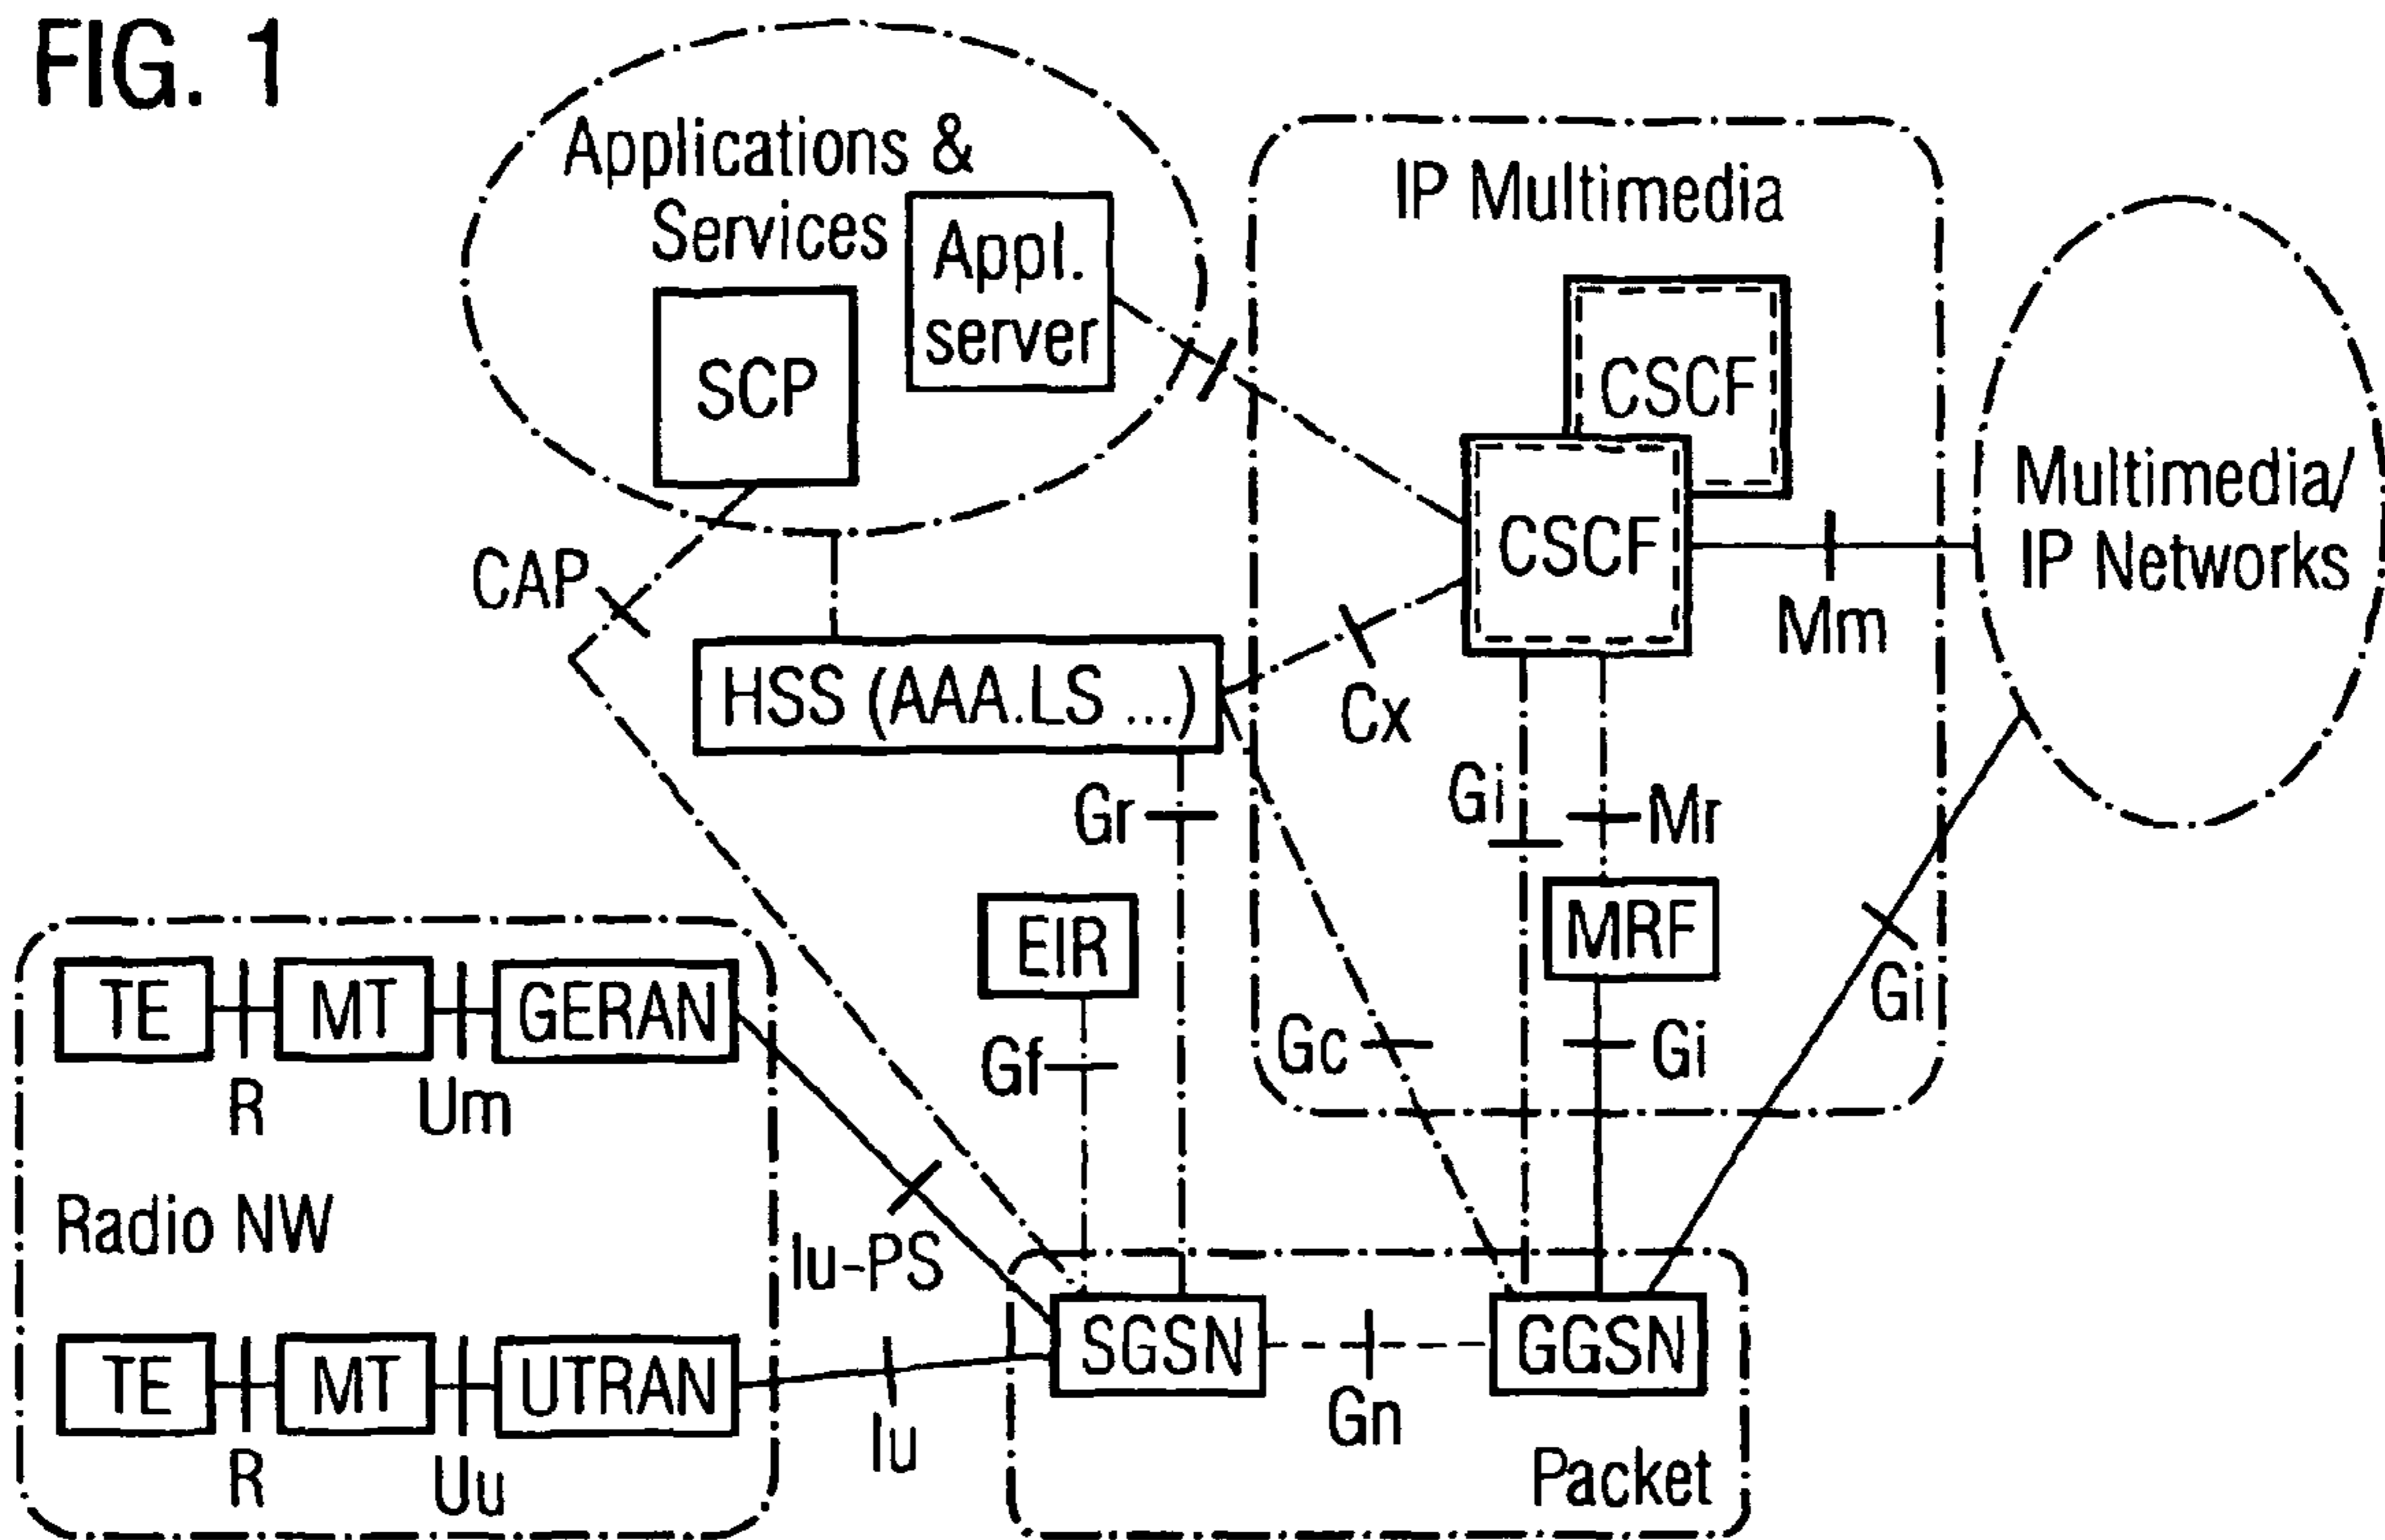 FIG. 1
Applications &
Services
Appl.
server
SCP
IP Multimedia
CSCF
CSCF
Multimedia/
IP Networks
Mm
CAP
HSS (AAA.LS ...)
Cx
Gr
Gi
Mr
EIR
MRF
Gi
Gf
Gc
Gi
TE
MT
GERAN
R
Um
Radio NW
Iu-PS
SGSN
GGSN
TE
MT
UTRAN
R
Uu
Iu
Gn
Packet